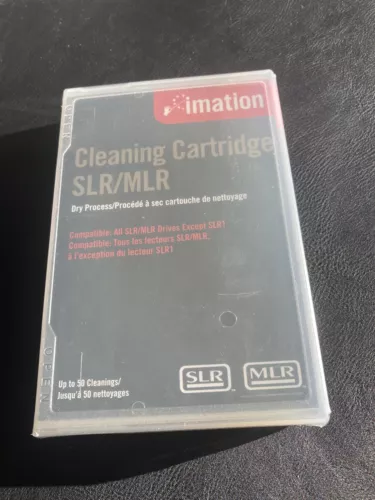 imation
Cleaning Cartridge
SLR/MLR
Dry Process/Procédé à sec cartouche de nettoyage
Compatible: All SLR/MLR Drives Except SLR1
Compatible: Tous les lecteurs SLR/MLR,
à l'exception du lecteur SLR1
OPEN
Up to 50 Cleanings/
Jusqu'à 50 nettoyages
SLR
MLR